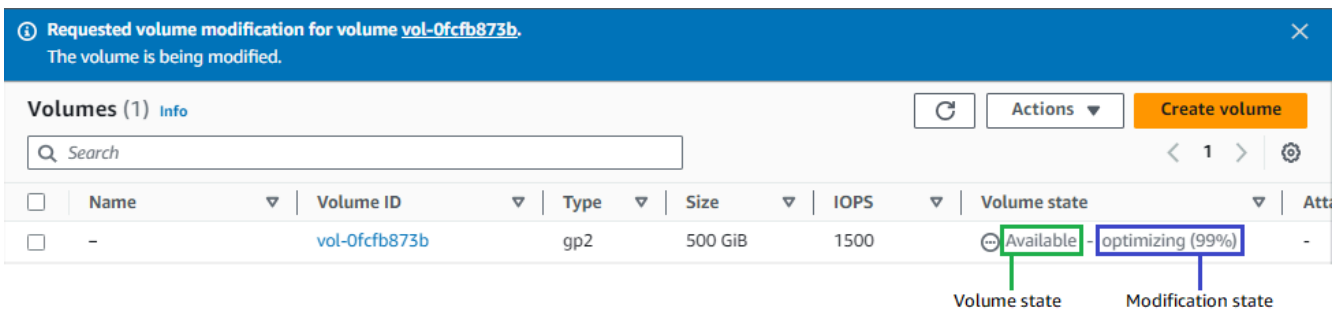 Requested volume modification for volume vol-0fcfb873b.
The volume is being modified.
Volumes (1) Info
Actions
Create volume
Search
1
Name Volume ID Type Size IOPS Volume state Atta
– vol-0fcfb873b gp2 500 GiB 1500 Available - optimizing (99%) -
Volume state Modification state